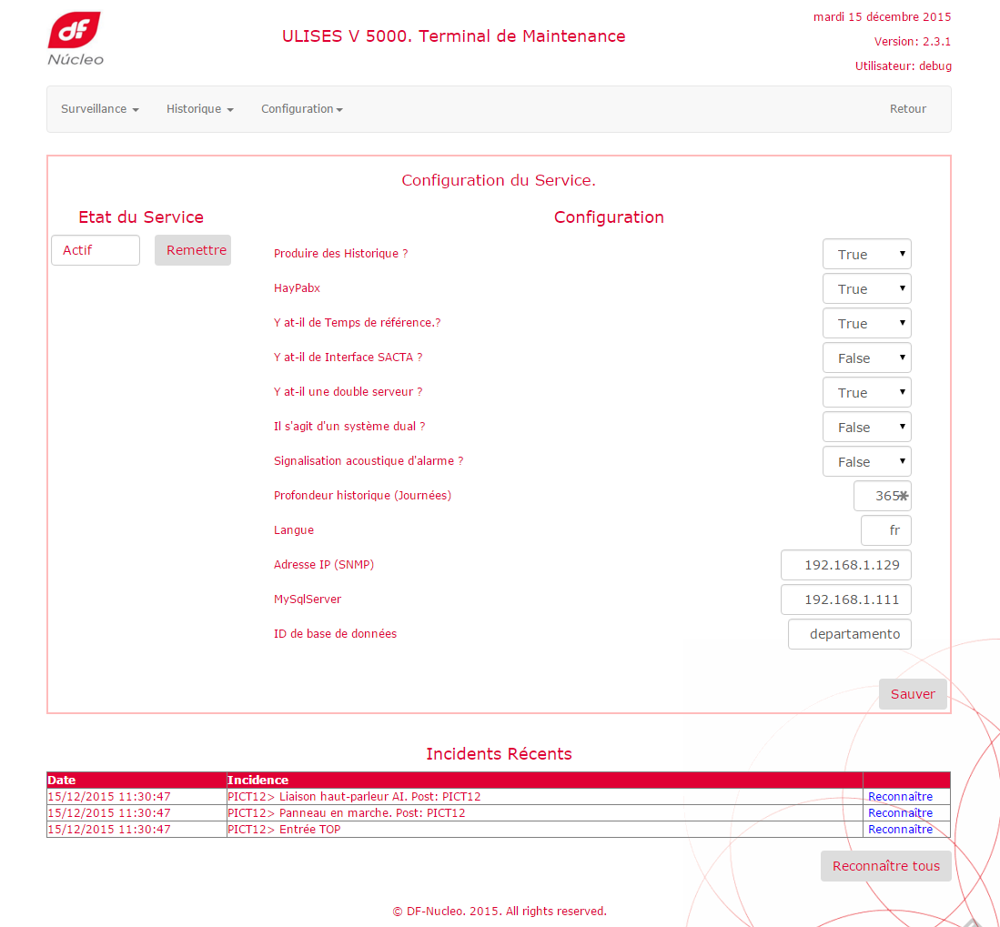 df
Núcleo
ULISES V 5000. Terminal de Maintenance
mardi 15 décembre 2015
Version: 2.3.1
Utilisateur: debug
Surveillance Historique Configuration Retour
Configuration du Service.
Etat du Service
Actif Remettre
Configuration
Produire des Historique ? True
HayPabx True
Y at-il de Temps de référence.? True
Y at-il de Interface SACTA ? False
Y at-il une double serveur ? True
Il s'agit d'un système dual ? False
Signalisation acoustique d'alarme ? False
Profondeur historique (Journées) 365
Langue fr
Adresse IP (SNMP) 192.168.1.129
MySqlServer 192.168.1.111
ID de base de données departamento
Sauver
Incidents Récents
Date Incidence
15/12/2015 11:30:47 PICT12> Liaison haut-parleur AI. Post: PICT12 Reconnaître
15/12/2015 11:30:47 PICT12> Panneau en marche. Post: PICT12 Reconnaître
15/12/2015 11:30:47 PICT12> Entrée TOP Reconnaître
Reconnaître tous
© DF-Nucleo. 2015. All rights reserved.